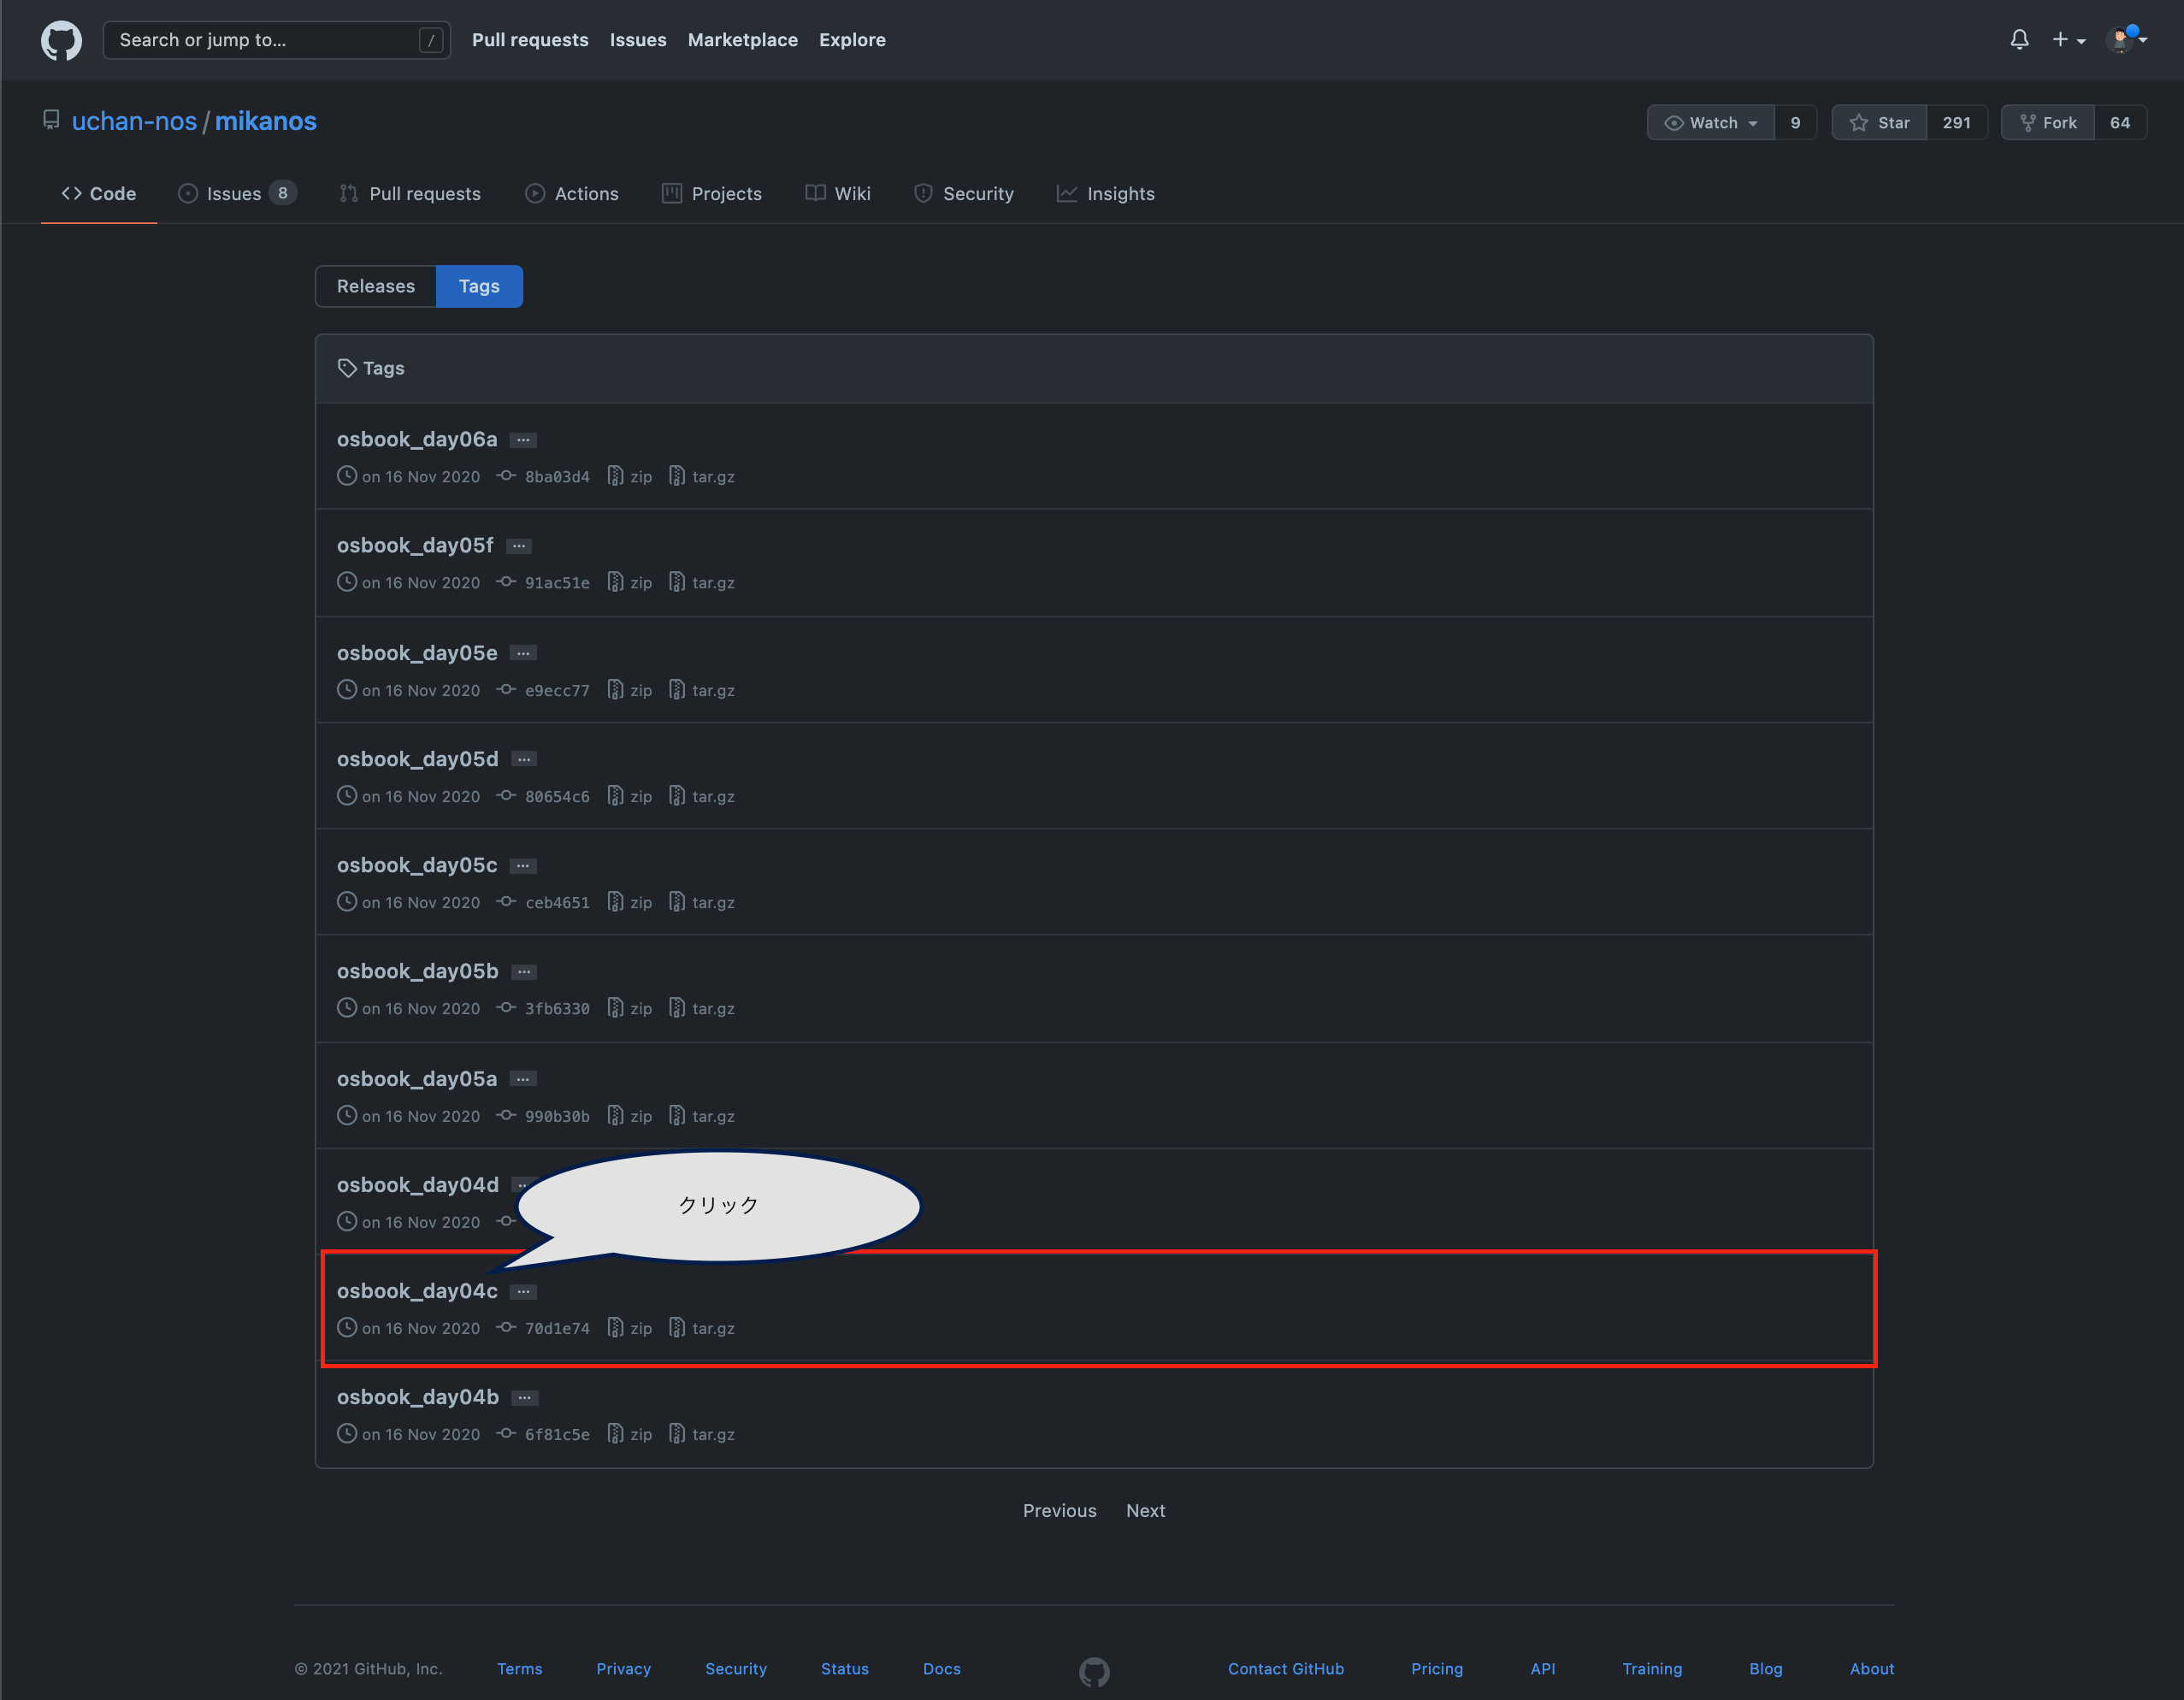 Search or jump to... / Pull requests Issues Marketplace Explore
uchan-nos / mikanos Watch 9 Star 291 Fork 64
Code Issues 8 Pull requests Actions Projects Wiki Security Insights
Releases Tags
Tags
osbook_day06a ...
on 16 Nov 2020 8ba03d4 zip tar.gz
osbook_day05f ...
on 16 Nov 2020 91ac51e zip tar.gz
osbook_day05e ...
on 16 Nov 2020 e9ecc77 zip tar.gz
osbook_day05d ...
on 16 Nov 2020 80654c6 zip tar.gz
osbook_day05c ...
on 16 Nov 2020 ceb4651 zip tar.gz
osbook_day05b ...
on 16 Nov 2020 3fb6330 zip tar.gz
osbook_day05a ...
on 16 Nov 2020 990b30b zip tar.gz
osbook_day04d
クリック
on 16 Nov 2020
osbook_day04c ...
on 16 Nov 2020 70d1e74 zip tar.gz
osbook_day04b ...
on 16 Nov 2020 6f81c5e zip tar.gz
Previous Next
© 2021 GitHub, Inc. Terms Privacy Security Status Docs Contact GitHub Pricing API Training Blog About